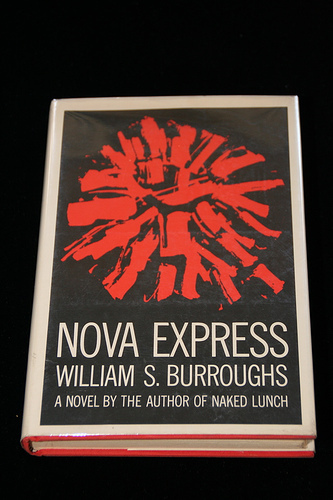 NOVA EXPRESS
WILLIAM S. BURROUGHS
A NOVEL BY THE AUTHOR OF NAKED LUNCH